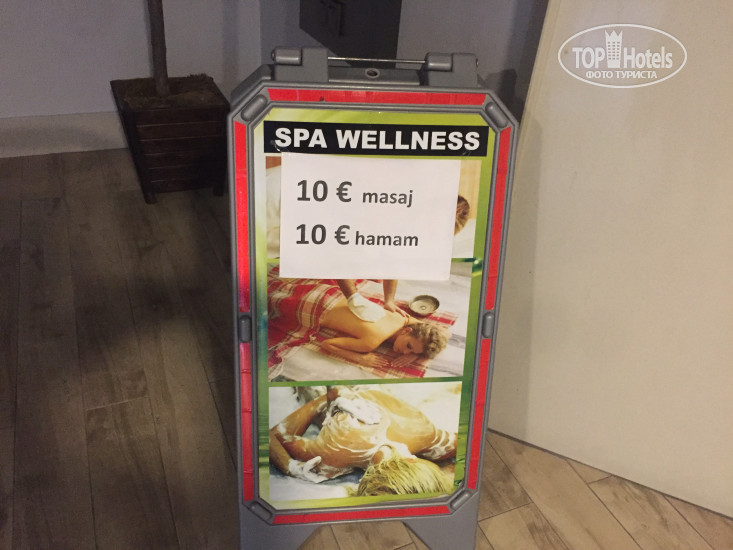 TOP Hotels
ФОТО ТУРИСТА
SPA WELLNESS
10 € masaj
10 € hamam